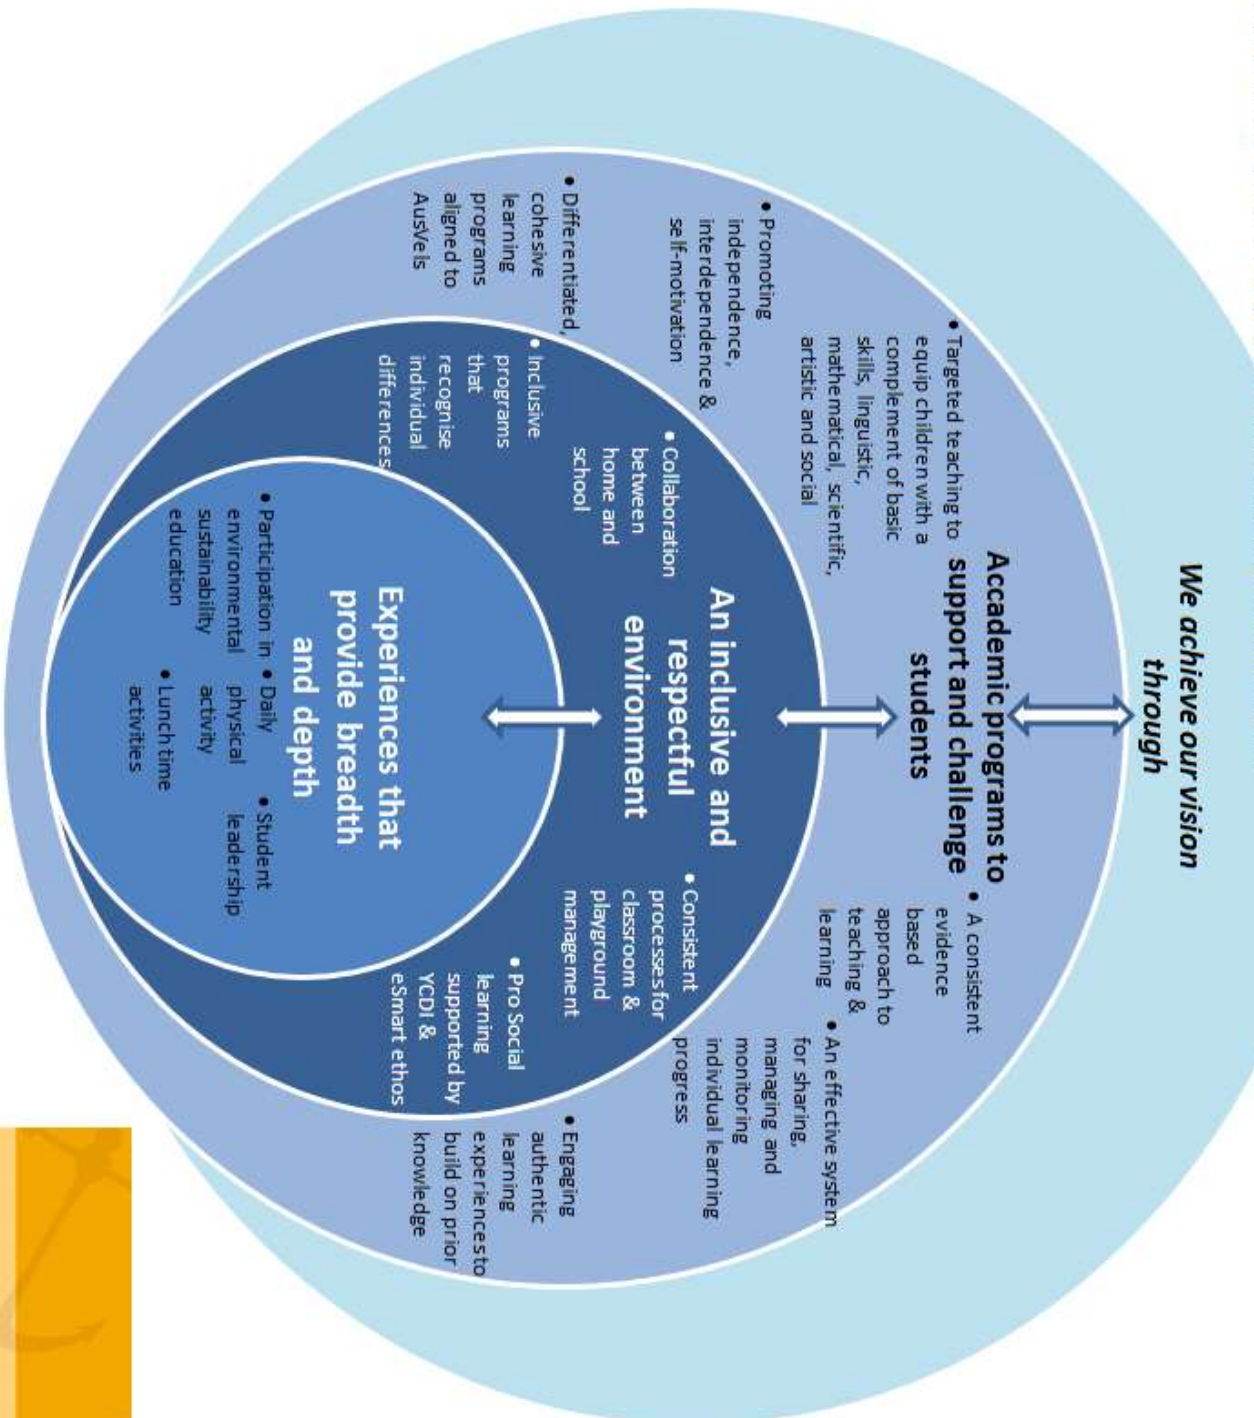 We achieve our vision
through
Accademic programs to
support and challenge
students
• Targeted teaching to
equip children with a
complement of basic
skills, linguistic,
mathematical, scientific,
artistic and social
• Promoting
independence,
interdependence &
self-motivation
• Differentiated,
cohesive
learning
programs
aligned to
AusVels
• A consistent
evidence
based
approach to
teaching &
learning
• An effective system
for sharing,
managing and
monitoring
individual learning
progress
• Engaging
authentic
learning
experiences to
build on prior
knowledge
An inclusive and
respectful
environment
• Collaboration
between
home and
school
• Inclusive
programs
that
recognise
individual
differences
• Consistent
processes for
classroom &
playground
management
• Pro Social
learning
supported by
YCDI &
eSmart ethos
Experiences that
provide breadth
and depth
• Participation in
environmental
sustainability
education
• Daily
physical
activity
• Lunch time
activities
• Student
leadership